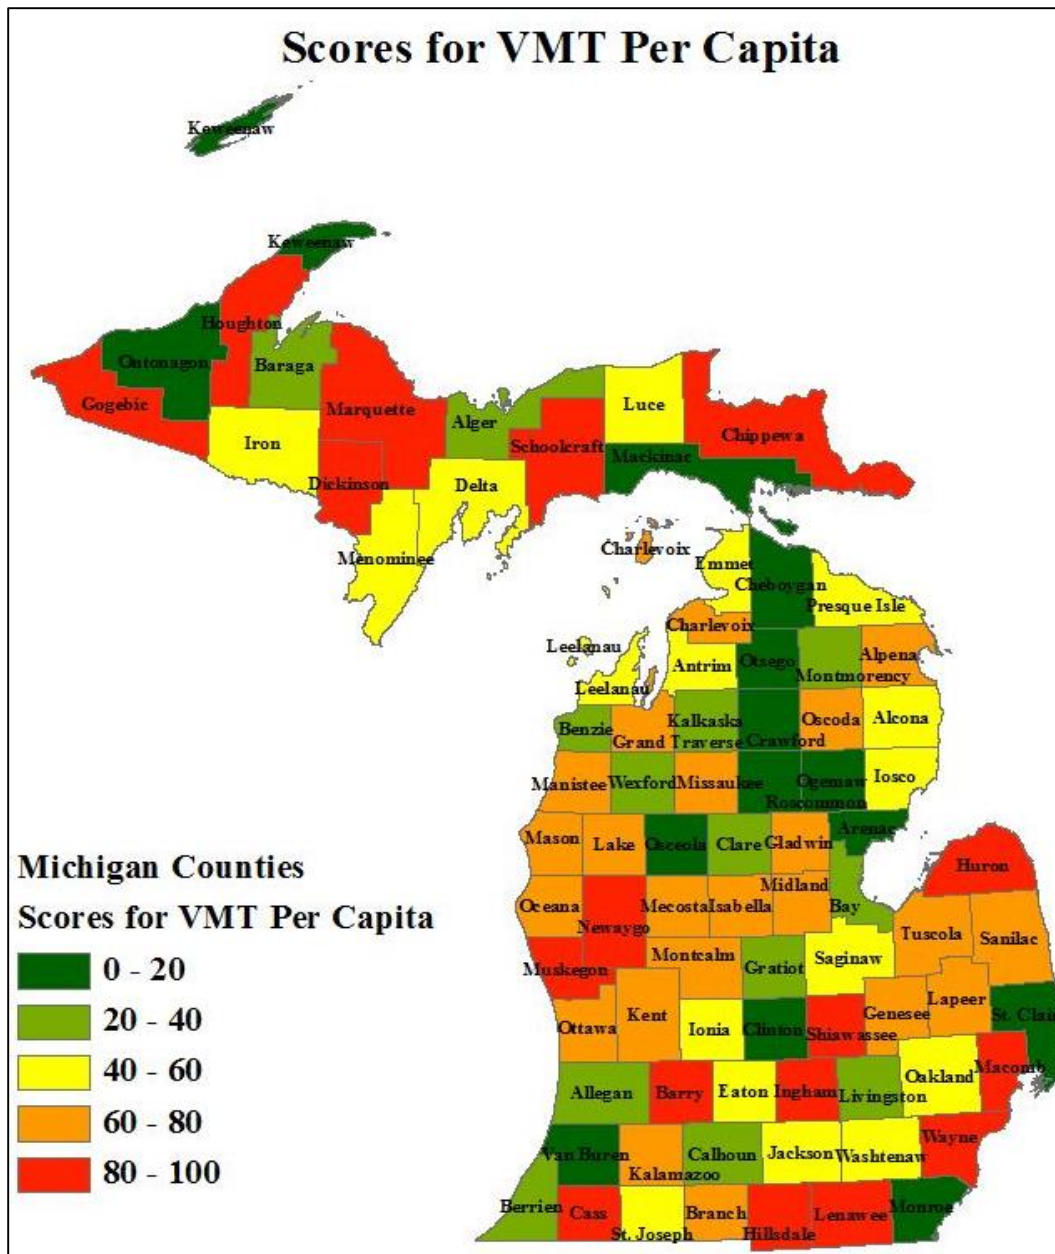 Scores for VMT Per Capita
Keweenaw
Keweenaw
Houghton
Ontonagon
Baraga
Gogebic
Marquette
Alger
Luce
Chippewa
Iron
Schoolcraft
Mackinac
Dickinson
Delta
Menominee
Charlevoix
Emmet
Cheboygan
Presque Isle
Charlevoix
Leelanau
Antrim
Otsego
Alpena
Montmorency
Leelanau
Benzie
Kalkaska
Oscoda
Alcona
Grand Traverse
Crawford
Manistee
Wexford
Missaukee
Ogemaw
Iosco
Roscommon
Mason
Lake
Osceola
Clare
Gladwin
Arenac
Huron
Oceana
Newaygo
Mecosta
Isabella
Midland
Bay
Tuscola
Sanilac
Muskegon
Montcalm
Gratiot
Saginaw
Ottawa
Kent
Ionia
Clinton
Shiawassee
Genesee
Lapeer
St. Clair
Allegan
Barry
Eaton
Ingham
Livingston
Oakland
Macomb
Van Buren
Kalamazoo
Calhoun
Jackson
Washtenaw
Wayne
Berrien
Cass
St. Joseph
Branch
Hillsdale
Lenawee
Monroe
Michigan Counties
Scores for VMT Per Capita
0 - 20
20 - 40
40 - 60
60 - 80
80 - 100